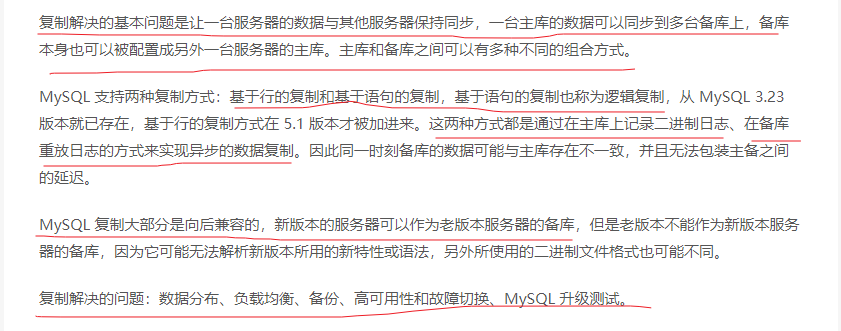 复制解决的基本问题是让一台服务器的数据与其他服务器保持同步，一台主库的数据可以同步到多台备库上，备库
本身也可以被配置成另外一台服务器的主库。主库和备库之间可以有多种不同的组合方式。
MySQL 支持两种复制方式：基于行的复制和基于语句的复制，基于语句的复制也称为逻辑复制，从 MySQL 3.23
版本就已存在，基于行的复制方式在 5.1 版本才被加进来。这两种方式都是通过在主库上记录二进制日志、在备库
重放日志的方式来实现异步的数据复制。因此同一时刻备库的数据可能与主库存在不一致，并且无法包装主备之间
的延迟。
MySQL 复制大部分是向后兼容的，新版本的服务器可以作为老版本服务器的备库，但是老版本不能作为新版本服务
器的备库，因为它可能无法解析新版本所用的新特性或语法，另外所使用的二进制文件格式也可能不同。
复制解决的问题：数据分布、负载均衡、备份、高可用性和故障切换、MySQL 升级测试。